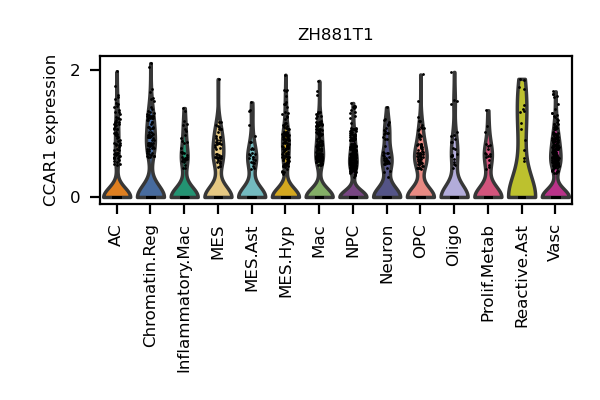 ZH881T1
CCAR1 expression
2
0
AC
Chromatin.Reg
Inflammatory.Mac
MES
MES.Ast
MES.Hyp
Mac
NPC
Neuron
OPC
Oligo
Prolif.Metab
Reactive.Ast
Vasc